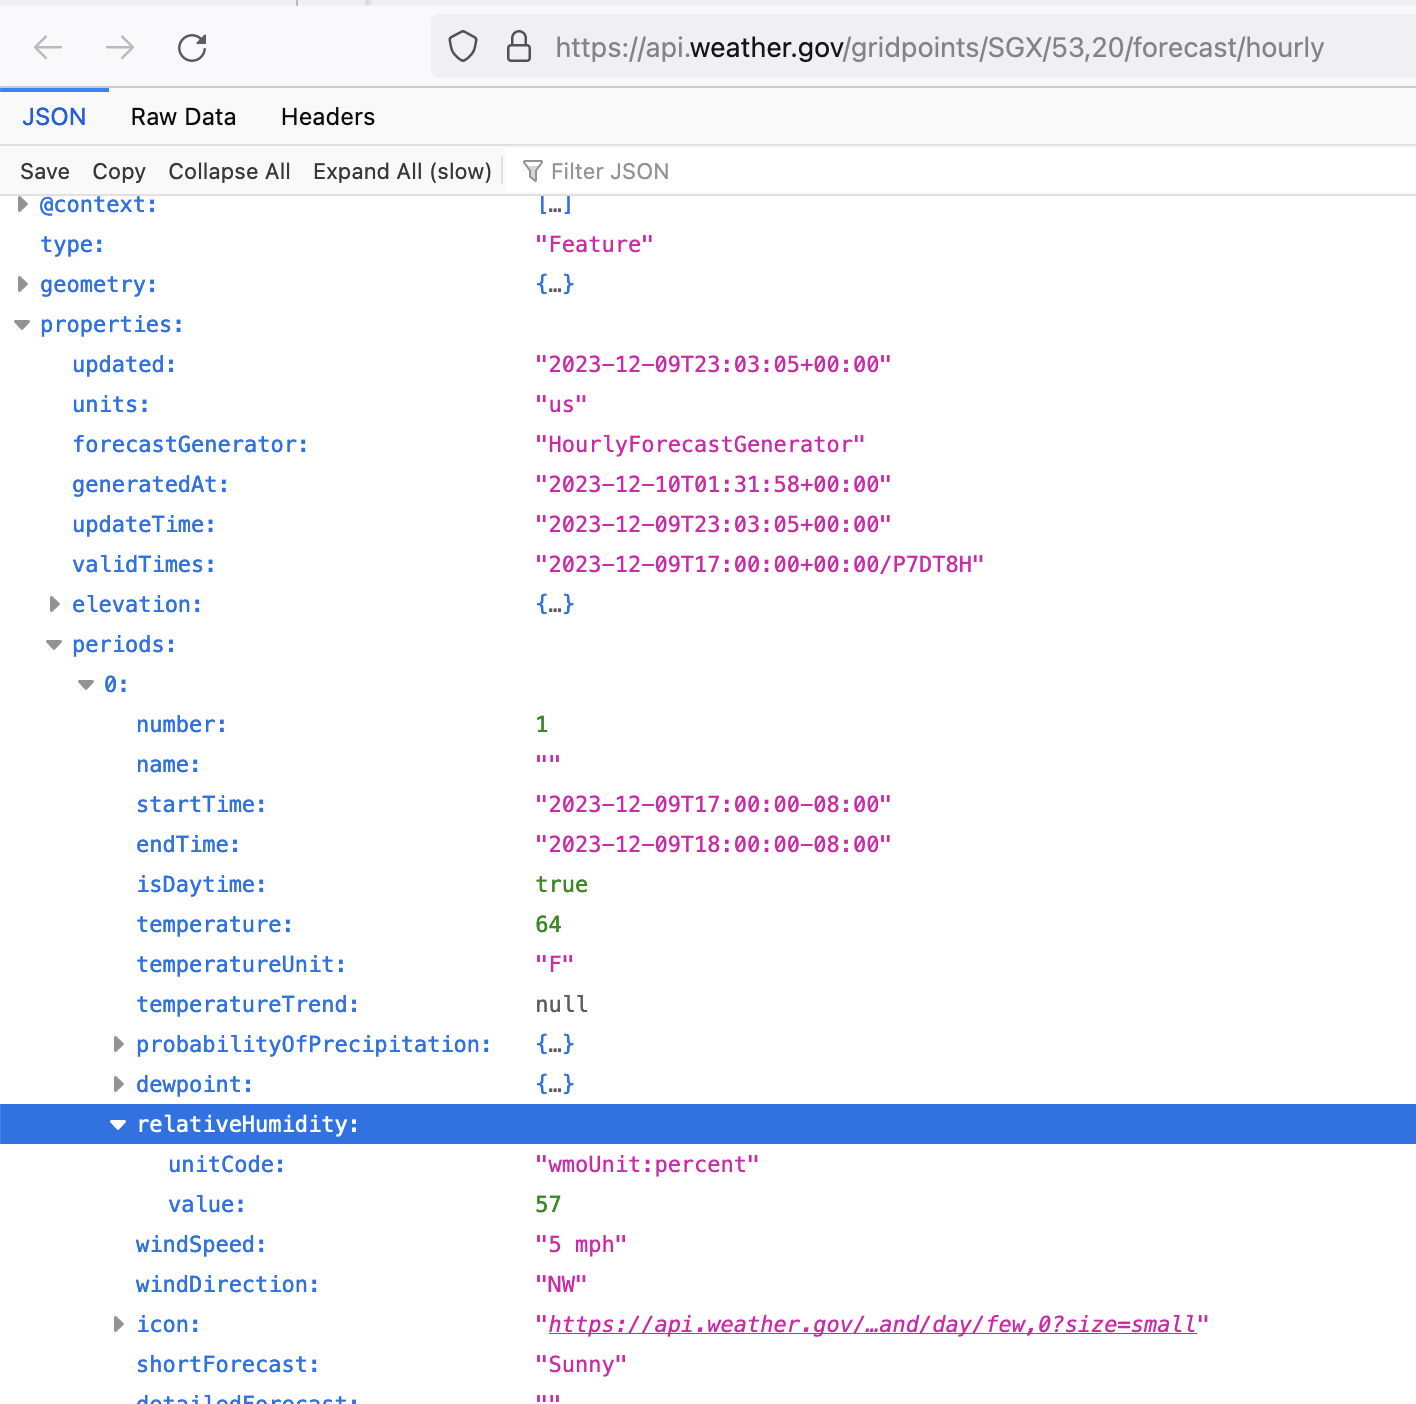 https://api.weather.gov/gridpoints/SGX/53,20/forecast/hourly
JSON Raw Data Headers
Save Copy Collapse All Expand All (slow) Filter JSON
@context: […]
type: "Feature"
geometry: {…}
properties:
updated: "2023-12-09T23:03:05+00:00"
units: "us"
forecastGenerator: "HourlyForecastGenerator"
generatedAt: "2023-12-10T01:31:58+00:00"
updateTime: "2023-12-09T23:03:05+00:00"
validTimes: "2023-12-09T17:00:00+00:00/P7DT8H"
elevation: {…}
periods:
0:
number: 1
name: ""
startTime: "2023-12-09T17:00:00-08:00"
endTime: "2023-12-09T18:00:00-08:00"
isDaytime: true
temperature: 64
temperatureUnit: "F"
temperatureTrend: null
probabilityOfPrecipitation: {…}
dewpoint: {…}
relativeHumidity:
unitCode: "wmoUnit:percent"
value: 57
windSpeed: "5 mph"
windDirection: "NW"
icon: "https://api.weather.gov/…and/day/few,0?size=small"
shortForecast: "Sunny"
detailedForecast: ""